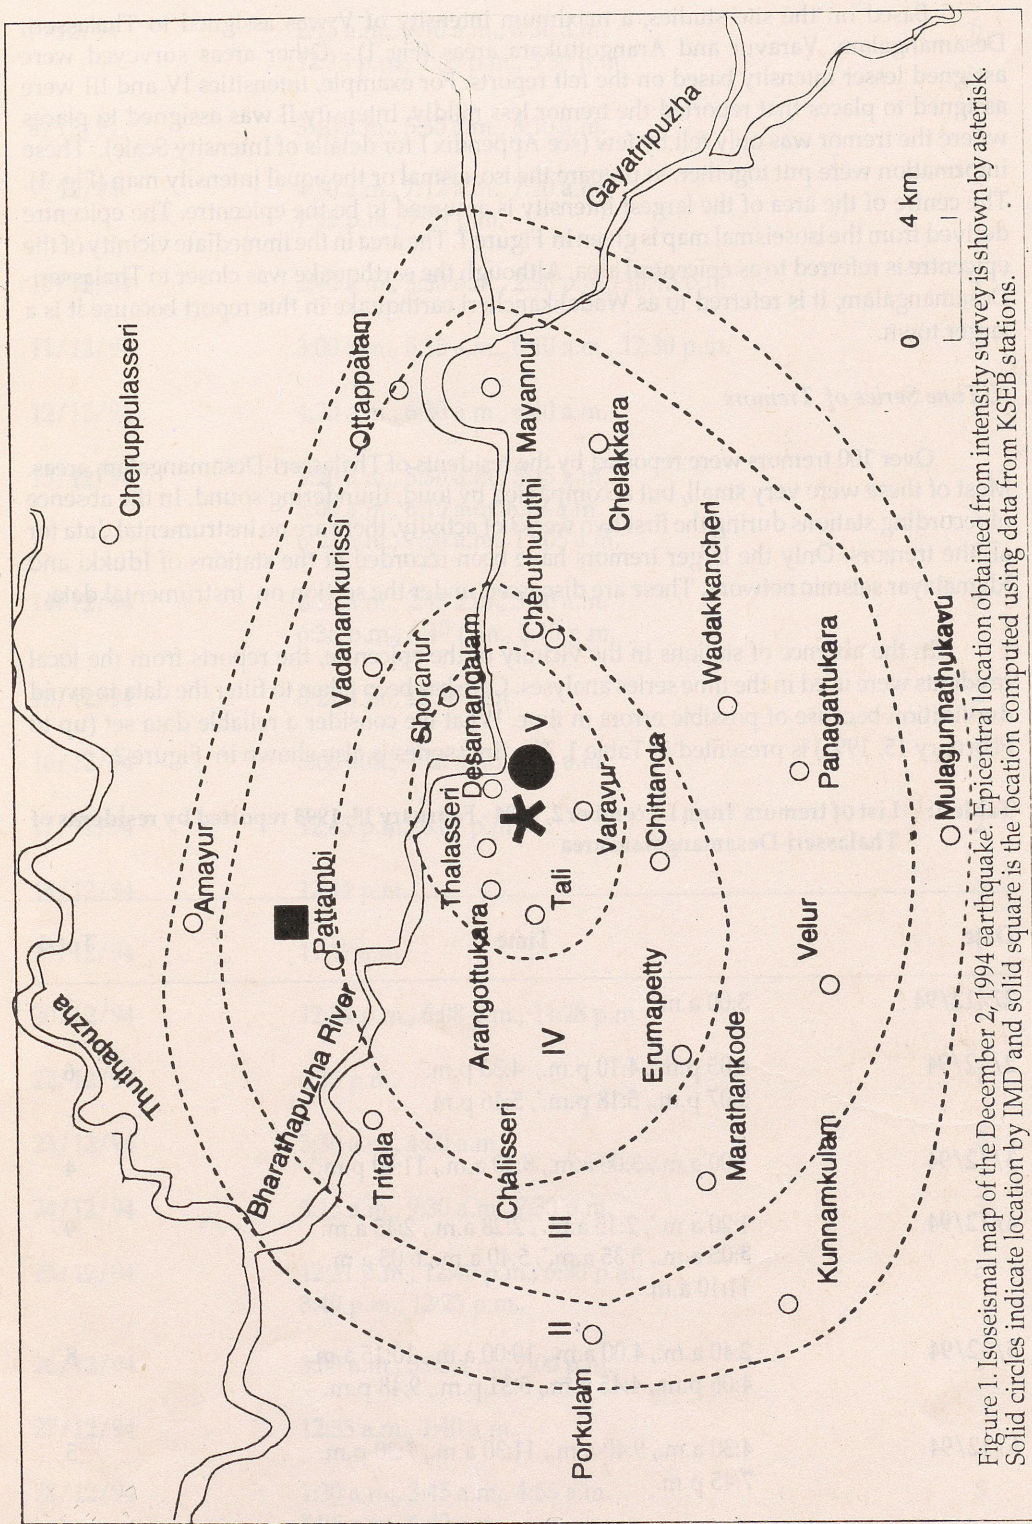 Cheruppulasseri
Thuthapuzha
Amayur
Bharathapuzha River
Pattambi
Vadanamkurissi
Ottappalam
Tritala
Shoranur
Thalasseri
Desamangalam
Arangottukara
Chalisseri
Mayannur
Cheruthuruthi
V
IV
III
II
Tali
Porkulam
Varavur
Chelakkara
Gayatripuzha
Erumapetty
Chittanda
Wadakkancheri
Marathankode
Velur
Kunnamkulam
Parlagattukara
Mulagunnathukavu
0 4 km
Figure 1. Isoseismal map of the December 2, 1994 earthquake. Epicentral location obtained from intensity survey is shown by asterisk.
Solid circles indicate location by IMD and solid square is the location computed using data from KSEB stations.